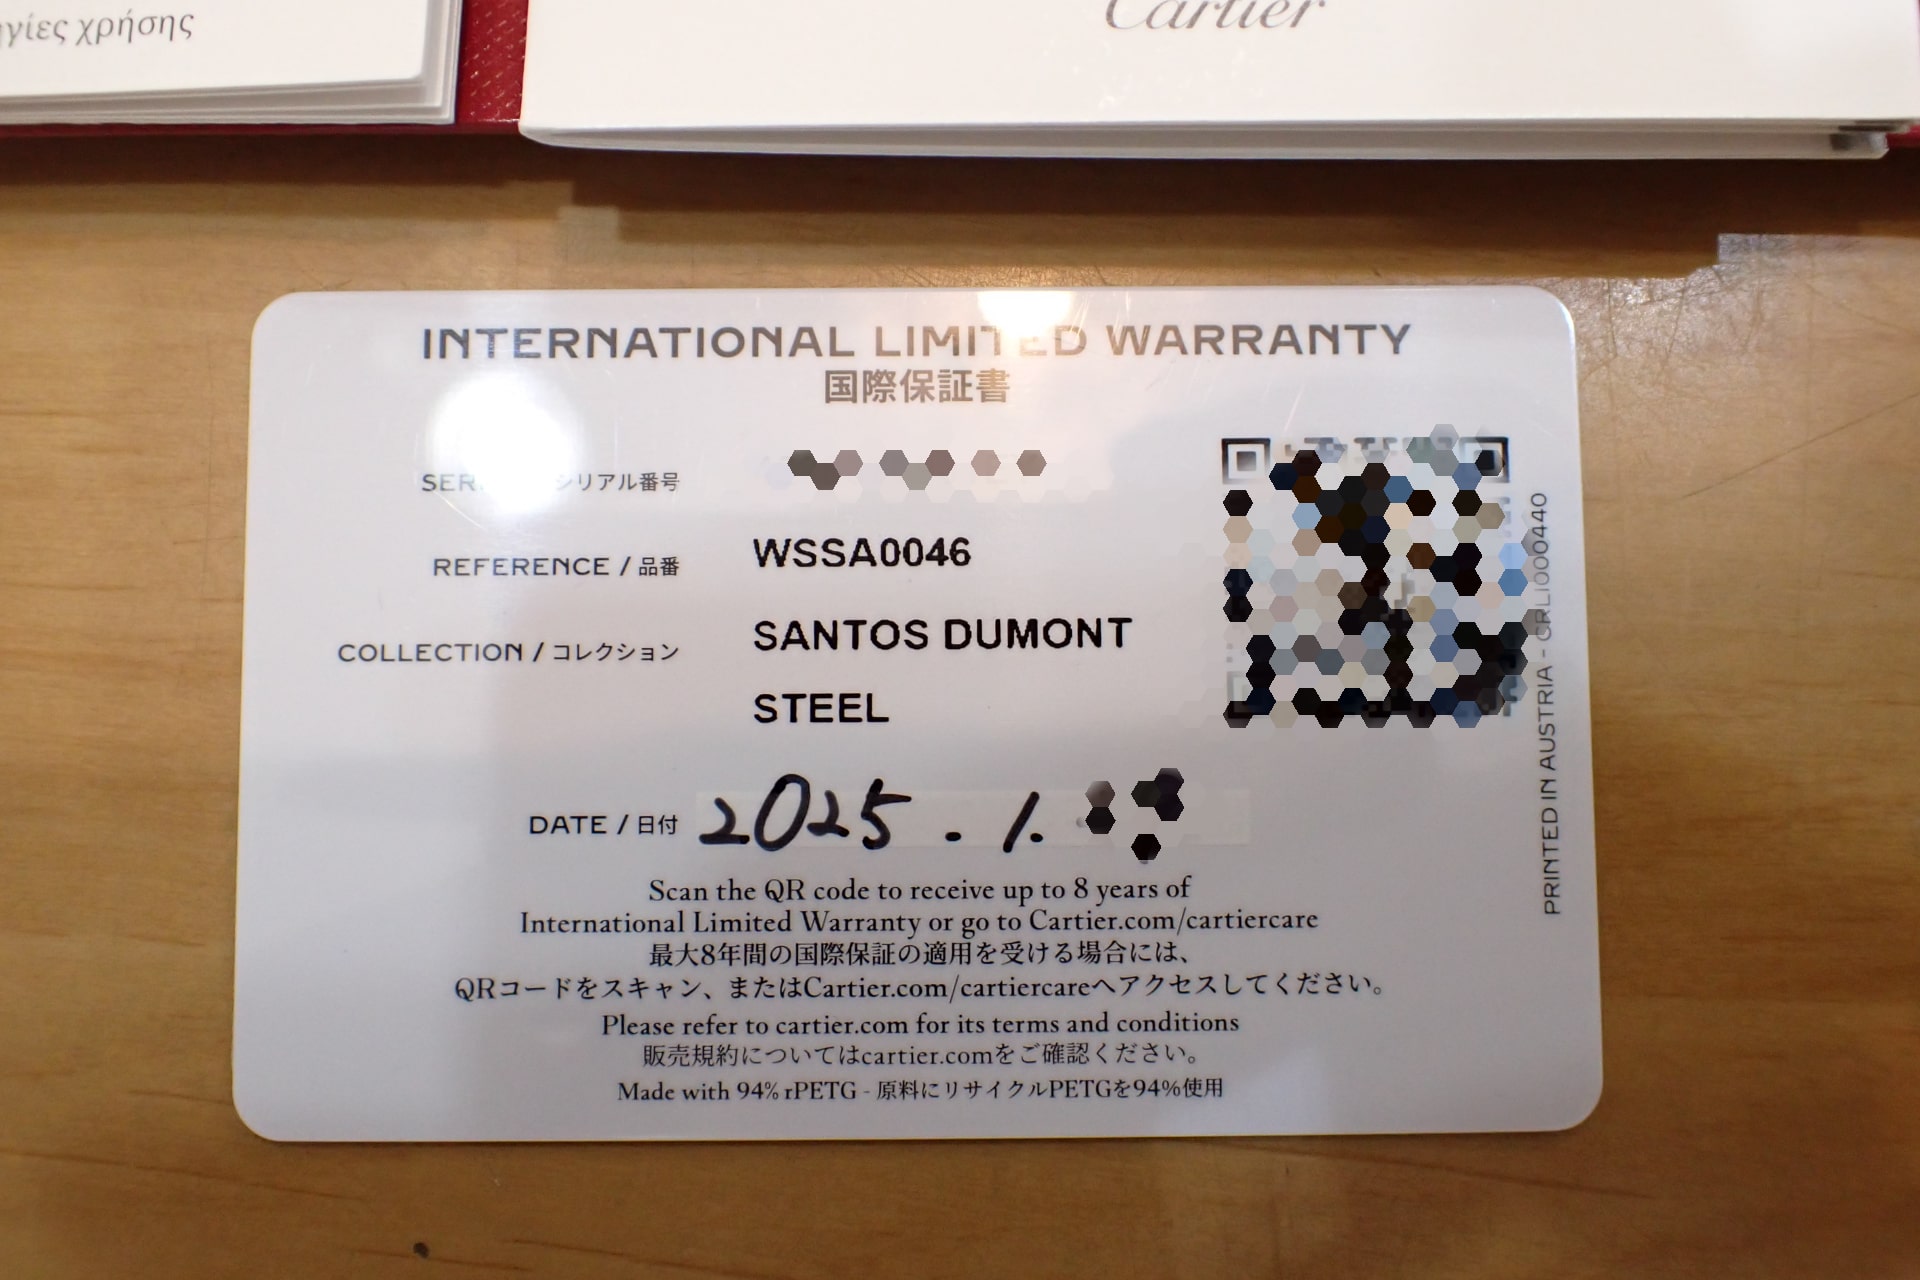 χρήσης
Cartier
INTERNATIONAL LIMITED WARRANTY
国際保証書
シリアル番号
REFERENCE / 品番 WSSA0046
COLLECTION / コレクション SANTOS DUMONT
STEEL
DATE / 日付 2025 . 1.
Scan the QR code to receive up to 8 years of
International Limited Warranty or go to Cartier.com/cartiercare
最大8年間の国際保証の適用を受ける場合には、
QRコードをスキャン、またはCartier.com/cartiercareへアクセスしてください。
Please refer to cartier.com for its terms and conditions
販売規約についてはcartier.comをご確認ください。
Made with 94% rPETG - 原料にリサイクルPETGを94%使用
PRINTED IN AUSTRIA - CRLI000440